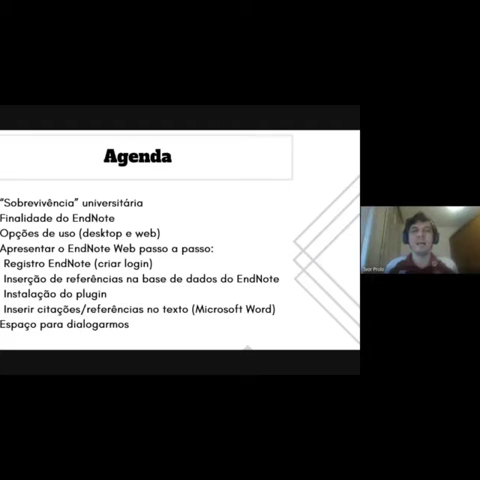 Agenda
“Sobrevivência” universitária
Finalidade do EndNote
Opções de uso (desktop e web)
Apresentar o EndNote Web passo a passo:
Registro EndNote (criar login)
Inserção de referências na base de dados do EndNote
Instalação do plugin
Inserir citações/referências no texto (Microsoft Word)
Espaço para dialogarmos